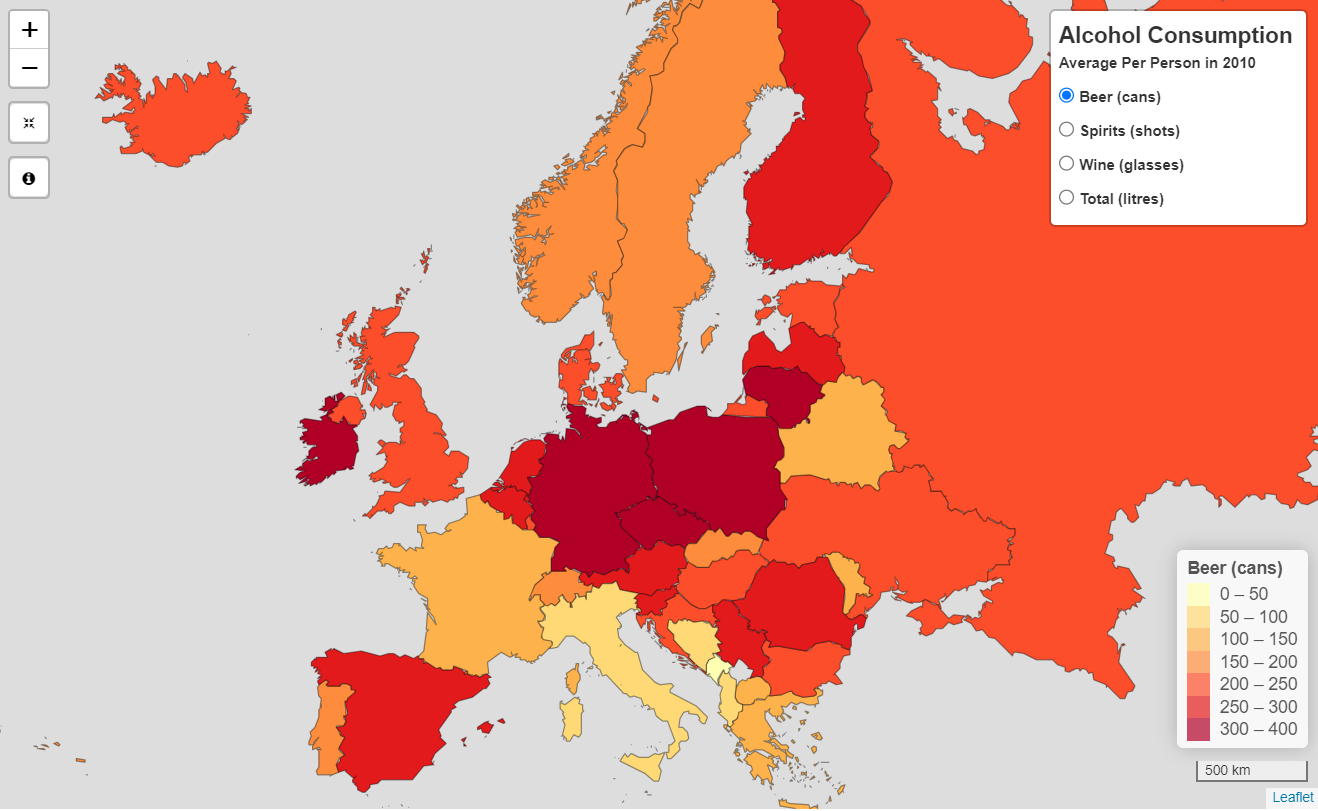 +
−
Alcohol Consumption
Average Per Person in 2010
Beer (cans)
Spirits (shots)
Wine (glasses)
Total (litres)
Beer (cans)
0 – 50
50 – 100
100 – 150
150 – 200
200 – 250
250 – 300
300 – 400
500 km
Leaflet